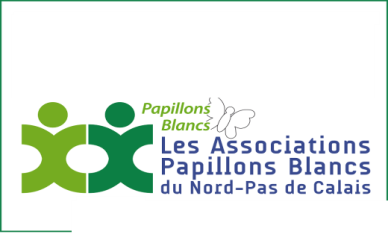 Papillons
Blancs
Les Associations
Papillons Blancs
du Nord-Pas de Calais